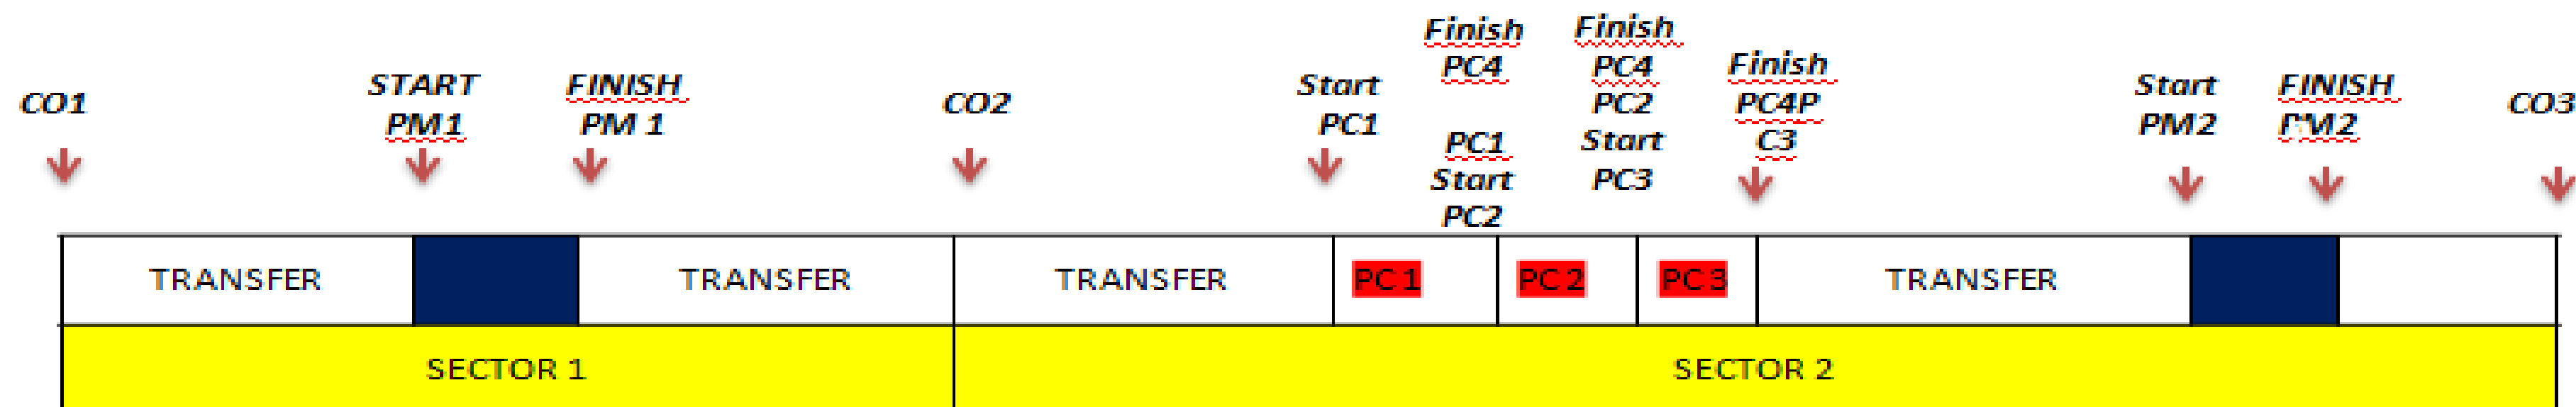 CO1
START
PM1
FINISH
PM 1
CO2
Start
PC1
Finish
PC4
PC1
Start
PC2
Finish
PC4
PC2
Start
PC3
Finish
PC4P
C3
Start
PM2
FINISH
PM2
CO3
TRANSFER
TRANSFER
TRANSFER
PC 1
PC 2
PC 3
TRANSFER
SECTOR 1
SECTOR 2